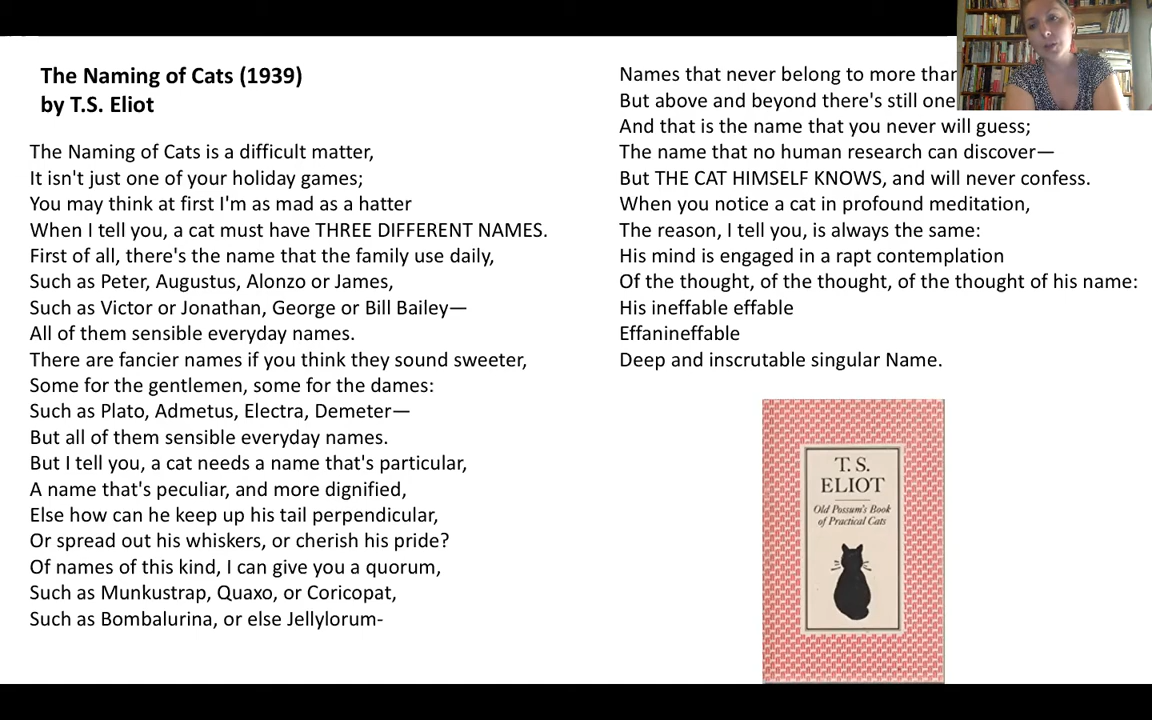 The Naming of Cats (1939)
by T.S. Eliot
The Naming of Cats is a difficult matter,
It isn't just one of your holiday games;
You may think at first I'm as mad as a hatter
When I tell you, a cat must have THREE DIFFERENT NAMES.
First of all, there's the name that the family use daily,
Such as Peter, Augustus, Alonzo or James,
Such as Victor or Jonathan, George or Bill Bailey—
All of them sensible everyday names.
There are fancier names if you think they sound sweeter,
Some for the gentlemen, some for the dames:
Such as Plato, Admetus, Electra, Demeter—
But all of them sensible everyday names.
But I tell you, a cat needs a name that's particular,
A name that's peculiar, and more dignified,
Else how can he keep up his tail perpendicular,
Or spread out his whiskers, or cherish his pride?
Of names of this kind, I can give you a quorum,
Such as Munkustrap, Quaxo, or Coricopat,
Such as Bombalurina, or else Jellylorum-
Names that never belong to more than
But above and beyond there's still one
And that is the name that you never will guess;
The name that no human research can discover—
But THE CAT HIMSELF KNOWS, and will never confess.
When you notice a cat in profound meditation,
The reason, I tell you, is always the same:
His mind is engaged in a rapt contemplation
Of the thought, of the thought, of the thought of his name:
His ineffable effable
Effanineffable
Deep and inscrutable singular Name.
T. S.
ELIOT
Old Possum's Book
of Practical Cats